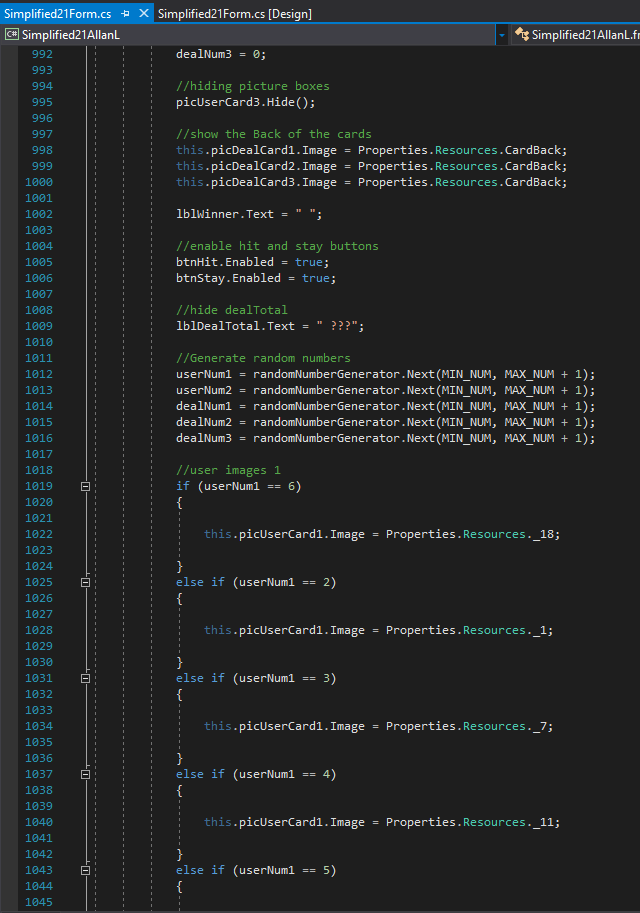 Simplified21Form.cs Simplified21Form.cs [Design]
C# Simplified21AllanL Simplified21AllanL.fr
992 dealNum3 = 0;
993
994 //hiding picture boxes
995 picUserCard3.Hide();
996
997 //show the Back of the cards
998 this.picDealCard1.Image = Properties.Resources.CardBack;
999 this.picDealCard2.Image = Properties.Resources.CardBack;
1000 this.picDealCard3.Image = Properties.Resources.CardBack;
1001
1002 lblWinner.Text = " ";
1003
1004 //enable hit and stay buttons
1005 btnHit.Enabled = true;
1006 btnStay.Enabled = true;
1007
1008 //hide dealTotal
1009 lblDealTotal.Text = " ???";
1010
1011 //Generate random numbers
1012 userNum1 = randomNumberGenerator.Next(MIN_NUM, MAX_NUM + 1);
1013 userNum2 = randomNumberGenerator.Next(MIN_NUM, MAX_NUM + 1);
1014 dealNum1 = randomNumberGenerator.Next(MIN_NUM, MAX_NUM + 1);
1015 dealNum2 = randomNumberGenerator.Next(MIN_NUM, MAX_NUM + 1);
1016 dealNum3 = randomNumberGenerator.Next(MIN_NUM, MAX_NUM + 1);
1017
1018 //user images 1
1019 if (userNum1 == 6)
1020 {
1021
1022 this.picUserCard1.Image = Properties.Resources._18;
1023
1024 }
1025 else if (userNum1 == 2)
1026 {
1027
1028 this.picUserCard1.Image = Properties.Resources._1;
1029
1030 }
1031 else if (userNum1 == 3)
1032 {
1033
1034 this.picUserCard1.Image = Properties.Resources._7;
1035
1036 }
1037 else if (userNum1 == 4)
1038 {
1039
1040 this.picUserCard1.Image = Properties.Resources._11;
1041
1042 }
1043 else if (userNum1 == 5)
1044 {
1045